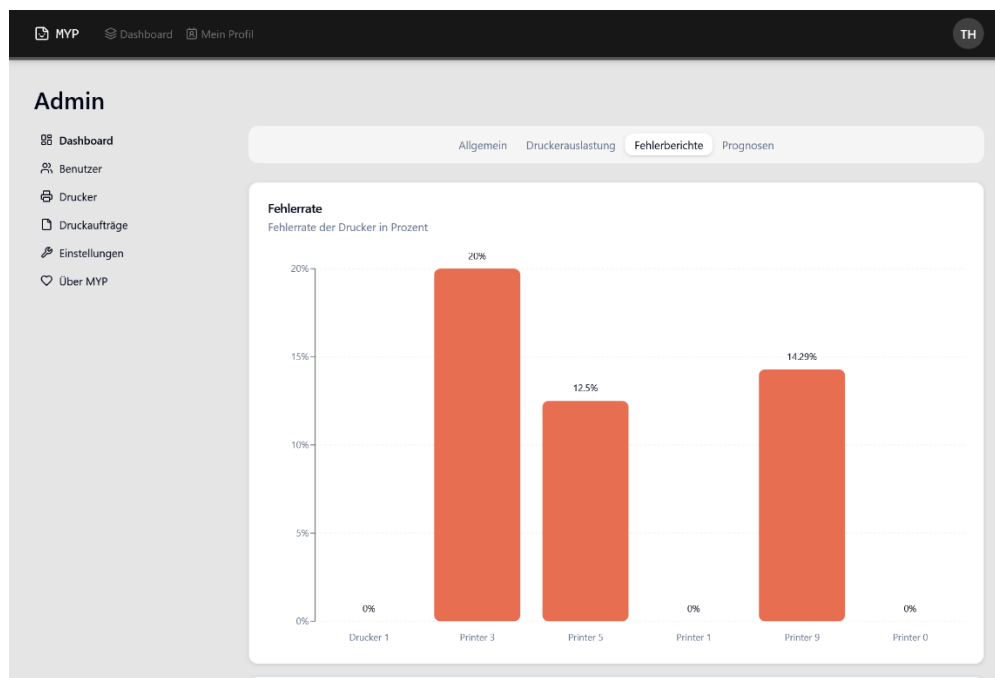 MYP Dashboard Mein Profil TH
Admin
Dashboard
Benutzer
Drucker
Druckaufträge
Einstellungen
Über MYP
Allgemein Druckerauslastung Fehlerberichte Prognosen
Fehlerrate
Fehlerrate der Drucker in Prozent
20%
20%
15%
14.29%
12.5%
10%
5%
0%
0% 0% 0%
Drucker 1 Printer 3 Printer 5 Printer 1 Printer 9 Printer 0